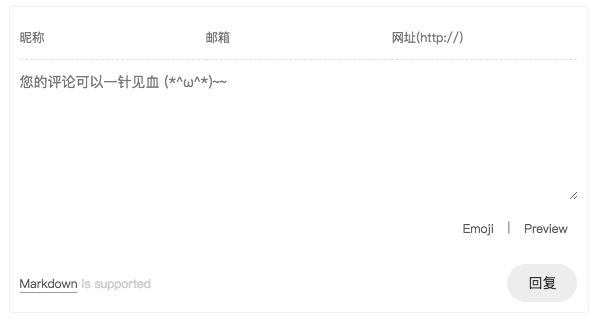 昵称 邮箱 网址(http://)
您的评论可以一针见血 (*^ω^*)~~
Emoji | Preview
Markdown is supported 回复